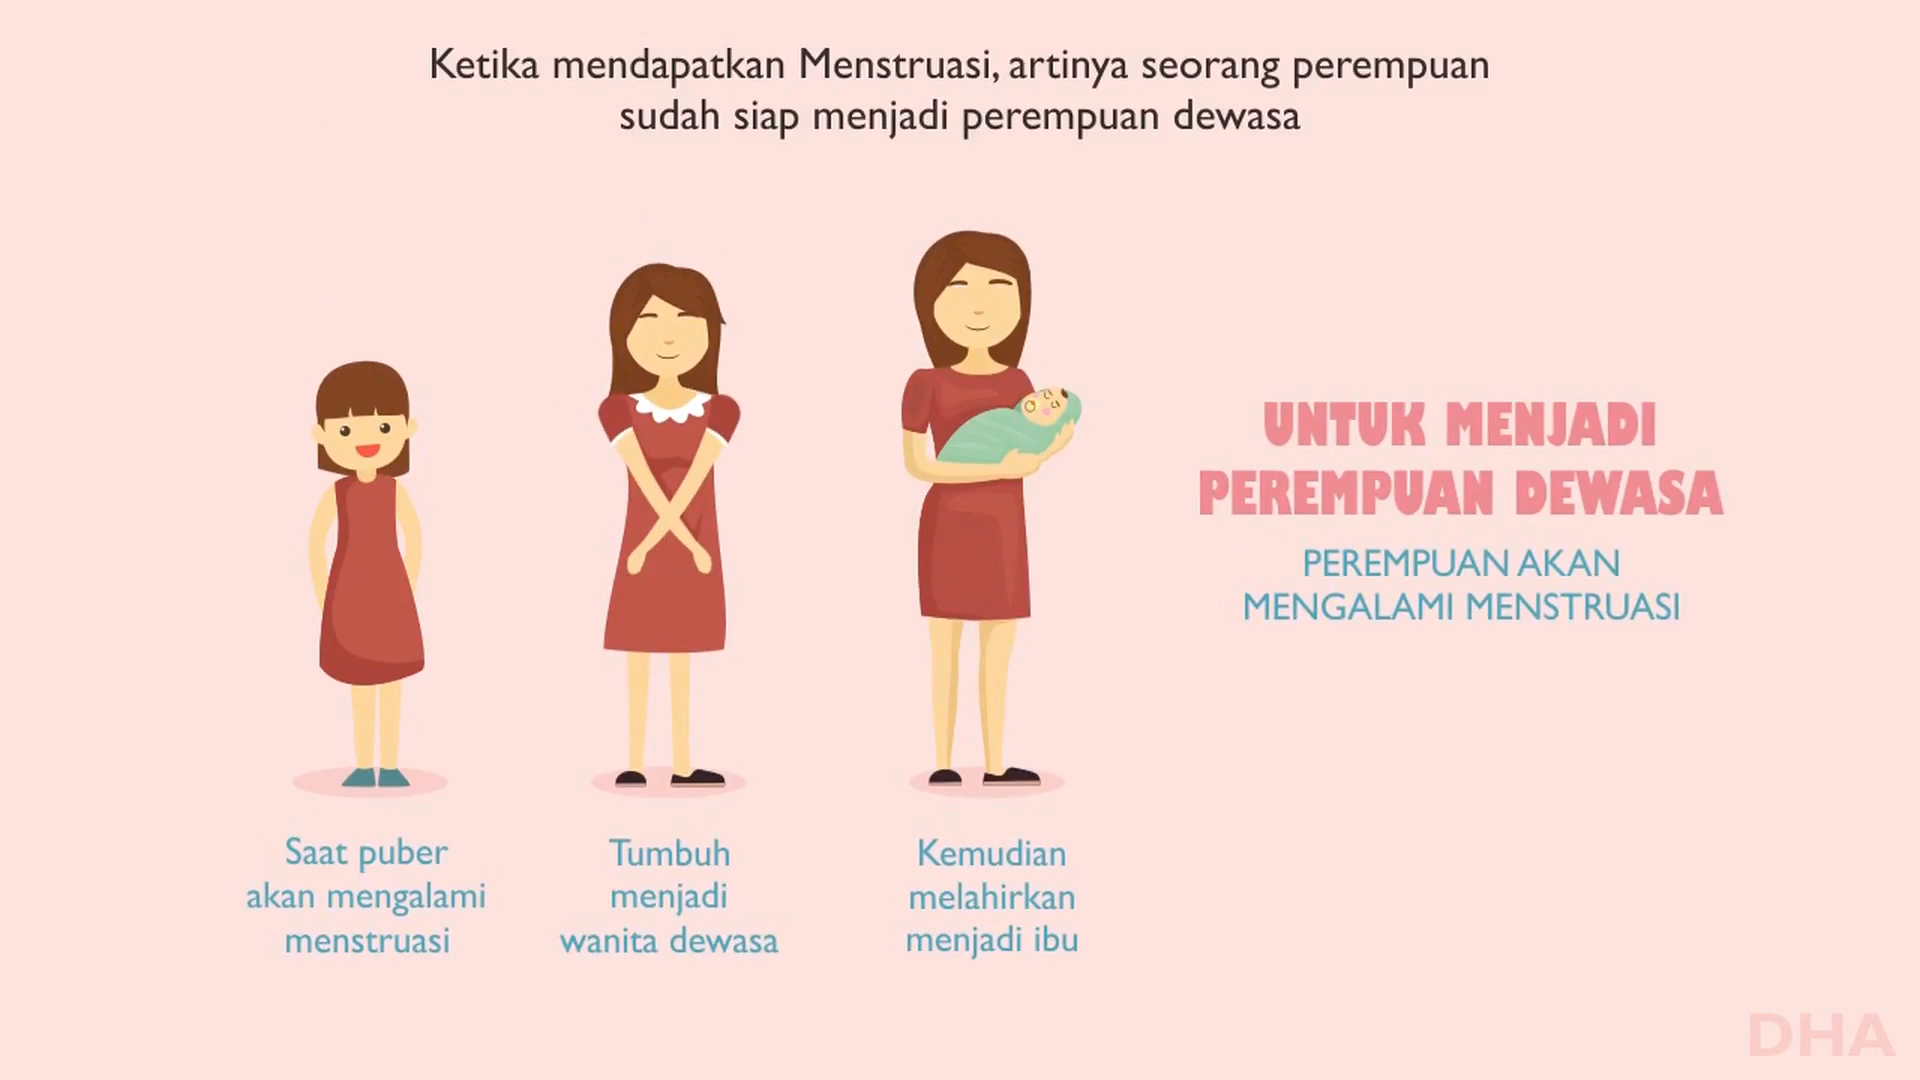 Ketika mendapatkan Menstruasi, artinya seorang perempuan
sudah siap menjadi perempuan dewasa
UNTUK MENJADI
PEREMPUAN DEWASA
PEREMPUAN AKAN
MENGALAMI MENSTRUASI
Saat puber
akan mengalami
menstruasi
Tumbuh
menjadi
wanita dewasa
Kemudian
melahirkan
menjadi ibu
DHA